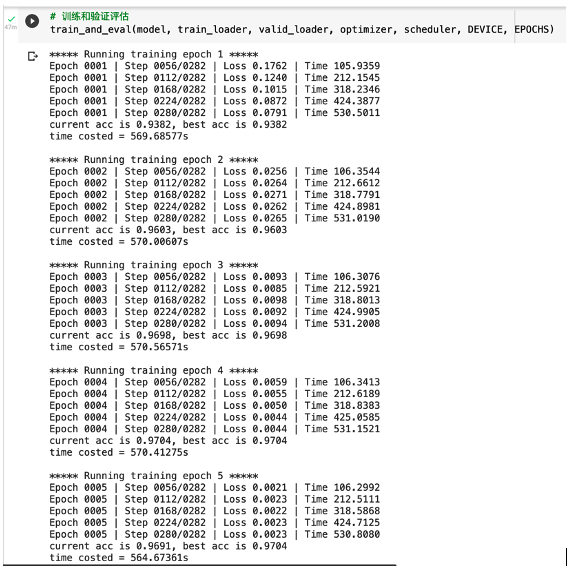 # 训练和验证评估
47m
train_and_eval(model, train_loader, valid_loader, optimizer, scheduler, DEVICE, EPOCHS)
***** Running training epoch 1 *****
Epoch 0001 | Step 0056/0282 | Loss 0.1762 | Time 105.9359
Epoch 0001 | Step 0112/0282 | Loss 0.1240 | Time 212.1545
Epoch 0001 | Step 0168/0282 | Loss 0.1015 | Time 318.2346
Epoch 0001 | Step 0224/0282 | Loss 0.0872 | Time 424.3877
Epoch 0001 | Step 0280/0282 | Loss 0.0791 | Time 530.5011
current acc is 0.9382, best acc is 0.9382
time costed = 569.68577s
***** Running training epoch 2 *****
Epoch 0002 | Step 0056/0282 | Loss 0.0256 | Time 106.3544
Epoch 0002 | Step 0112/0282 | Loss 0.0264 | Time 212.6612
Epoch 0002 | Step 0168/0282 | Loss 0.0271 | Time 318.7791
Epoch 0002 | Step 0224/0282 | Loss 0.0262 | Time 424.8981
Epoch 0002 | Step 0280/0282 | Loss 0.0265 | Time 531.0190
current acc is 0.9603, best acc is 0.9603
time costed = 570.00607s
***** Running training epoch 3 *****
Epoch 0003 | Step 0056/0282 | Loss 0.0093 | Time 106.3076
Epoch 0003 | Step 0112/0282 | Loss 0.0085 | Time 212.5921
Epoch 0003 | Step 0168/0282 | Loss 0.0098 | Time 318.8013
Epoch 0003 | Step 0224/0282 | Loss 0.0092 | Time 424.9905
Epoch 0003 | Step 0280/0282 | Loss 0.0094 | Time 531.2008
current acc is 0.9698, best acc is 0.9698
time costed = 570.56571s
***** Running training epoch 4 *****
Epoch 0004 | Step 0056/0282 | Loss 0.0059 | Time 106.3413
Epoch 0004 | Step 0112/0282 | Loss 0.0055 | Time 212.6189
Epoch 0004 | Step 0168/0282 | Loss 0.0050 | Time 318.8383
Epoch 0004 | Step 0224/0282 | Loss 0.0044 | Time 425.0585
Epoch 0004 | Step 0280/0282 | Loss 0.0044 | Time 531.1521
current acc is 0.9704, best acc is 0.9704
time costed = 570.41275s
***** Running training epoch 5 *****
Epoch 0005 | Step 0056/0282 | Loss 0.0021 | Time 106.2992
Epoch 0005 | Step 0112/0282 | Loss 0.0023 | Time 212.5111
Epoch 0005 | Step 0168/0282 | Loss 0.0022 | Time 318.5868
Epoch 0005 | Step 0224/0282 | Loss 0.0023 | Time 424.7125
Epoch 0005 | Step 0280/0282 | Loss 0.0023 | Time 530.8080
current acc is 0.9691, best acc is 0.9704
time costed = 564.67361s